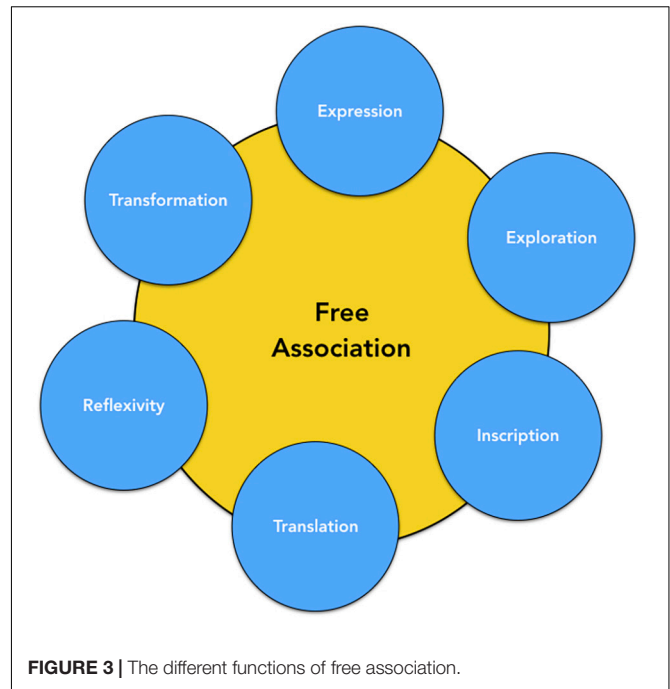 Expression
Transformation
Exploration
Free
Association
Reflexivity
Inscription
Translation
FIGURE 3 | The different functions of free association.